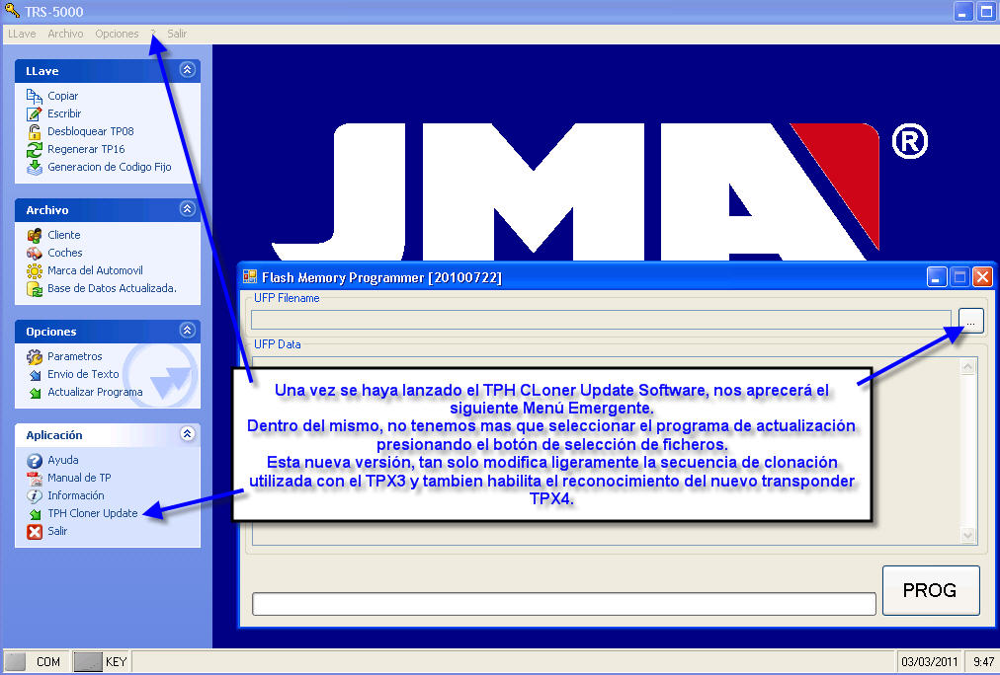 TRS-5000
LLave Archivo Opciones ? Salir
LLave
Copiar
Escribir
Desbloquear TP08
Regenerar TP16
Generacion de Codigo Fijo
Archivo
Cliente
Coches
Marca del Automovil
Base de Datos Actualizada.
Opciones
Parametros
Envio de Texto
Actualizar Programa
Aplicación
Ayuda
Manual de TP
Información
TPH Cloner Update
Salir
JMA®
Flash Memory Programmer [20100722]
UFP Filename
...
UFP Data
Una vez se haya lanzado el TPH CLoner Update Software, nos aprecerá el
siguiente Menú Emergente.
Dentro del mismo, no tenemos mas que seleccionar el programa de actualización
presionando el botón de selección de ficheros.
Esta nueva versión, tan solo modifica ligeramente la secuencia de clonación
utilizada con el TPX3 y tambien habilita el reconocimiento del nuevo transponder
TPX4.
PROG
COM KEY 03/03/2011 9:47